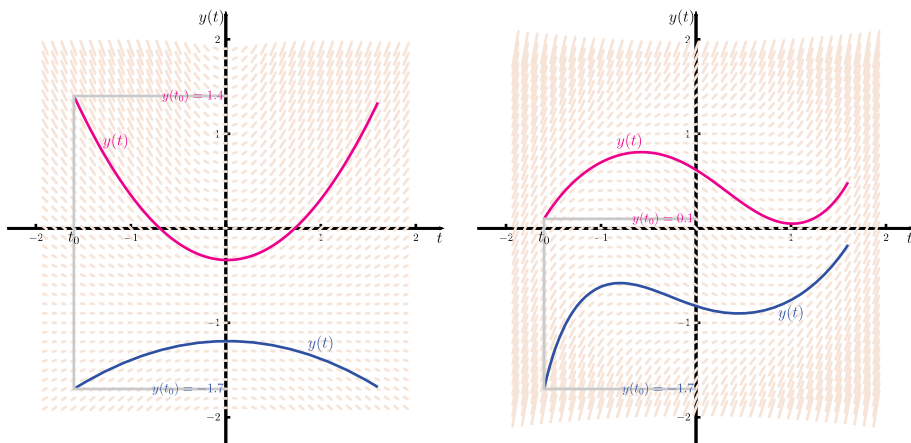 y(t)
2
y(t₀) = 1.4
1
y(t)
−2
t₀
−1
1
2
t
−1
y(t)
y(t₀) = −1.7
−2
y(t)
2
1
y(t)
y(t₀) = 0.1
−2
t₀
−1
1
2
t
−1
y(t)
y(t₀) = −1.7
−2